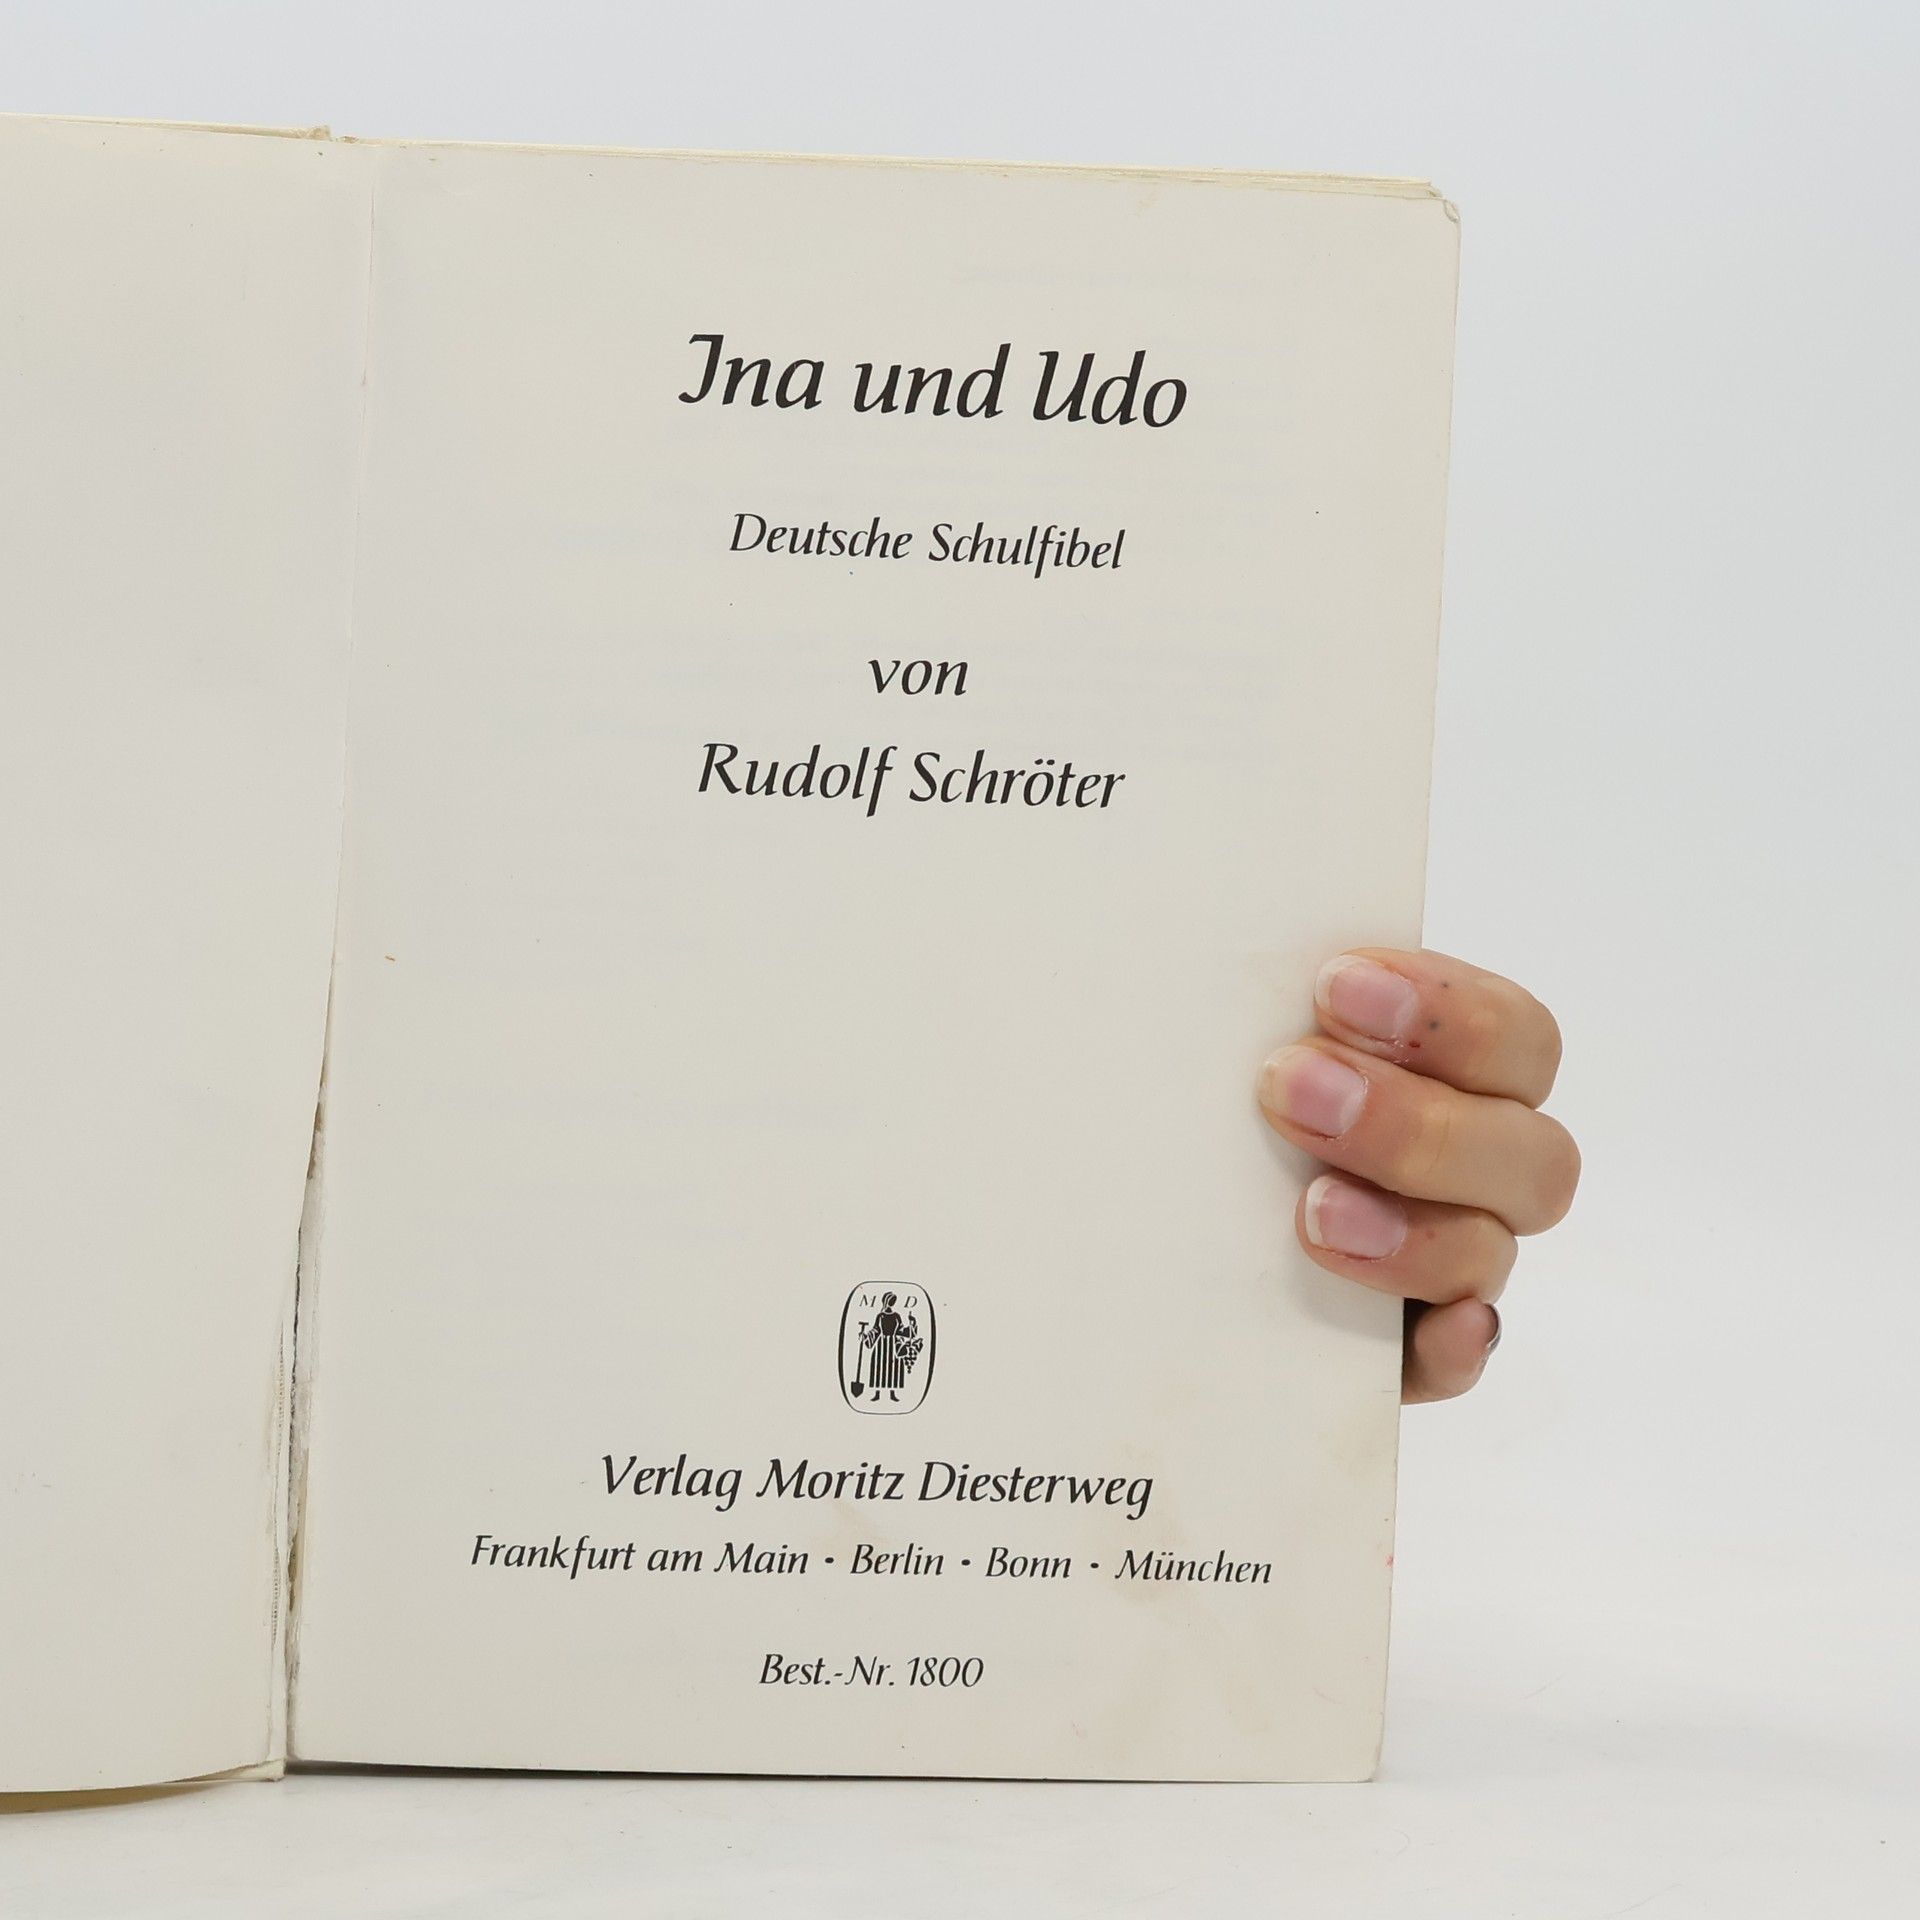 Ina und Udo
Deutsche Schulfibel
von
Rudolf Schröter
M D
Verlag Moritz Diesterweg
Frankfurt am Main · Berlin · Bonn · München
Best.-Nr. 1800